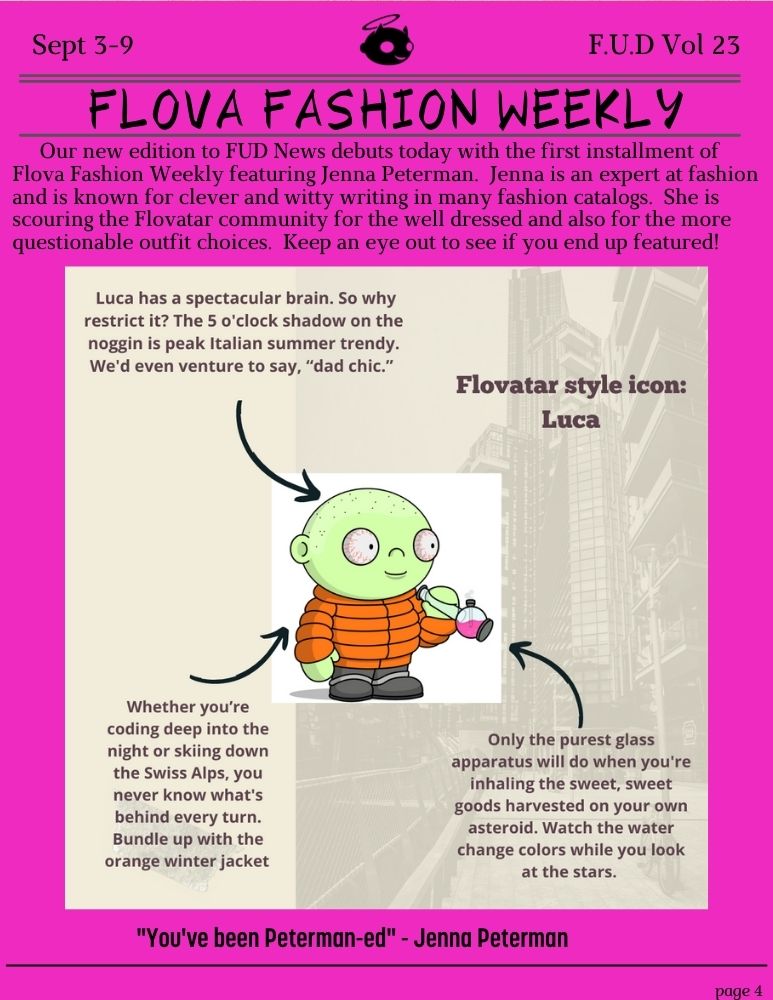 Sept 3-9
F.U.D Vol 23
FLOVA FASHION WEEKLY
Our new edition to FUD News debuts today with the first installment of
Flova Fashion Weekly featuring Jenna Peterman.  Jenna is an expert at fashion
and is known for clever and witty writing in many fashion catalogs.  She is
scouring the Flovatar community for the well dressed and also for the more
questionable outfit choices.  Keep an eye out to see if you end up featured!
Luca has a spectacular brain. So why
restrict it? The 5 o'clock shadow on the
noggin is peak Italian summer trendy.
We'd even venture to say, “dad chic.”
Flovatar style icon:
Luca
Whether you’re
coding deep into the
night or skiing down
the Swiss Alps, you
never know what's
behind every turn.
Bundle up with the
orange winter jacket
Only the purest glass
apparatus will do when you're
inhaling the sweet, sweet
goods harvested on your own
asteroid. Watch the water
change colors while you look
at the stars.
"You've been Peterman-ed" - Jenna Peterman
page 4